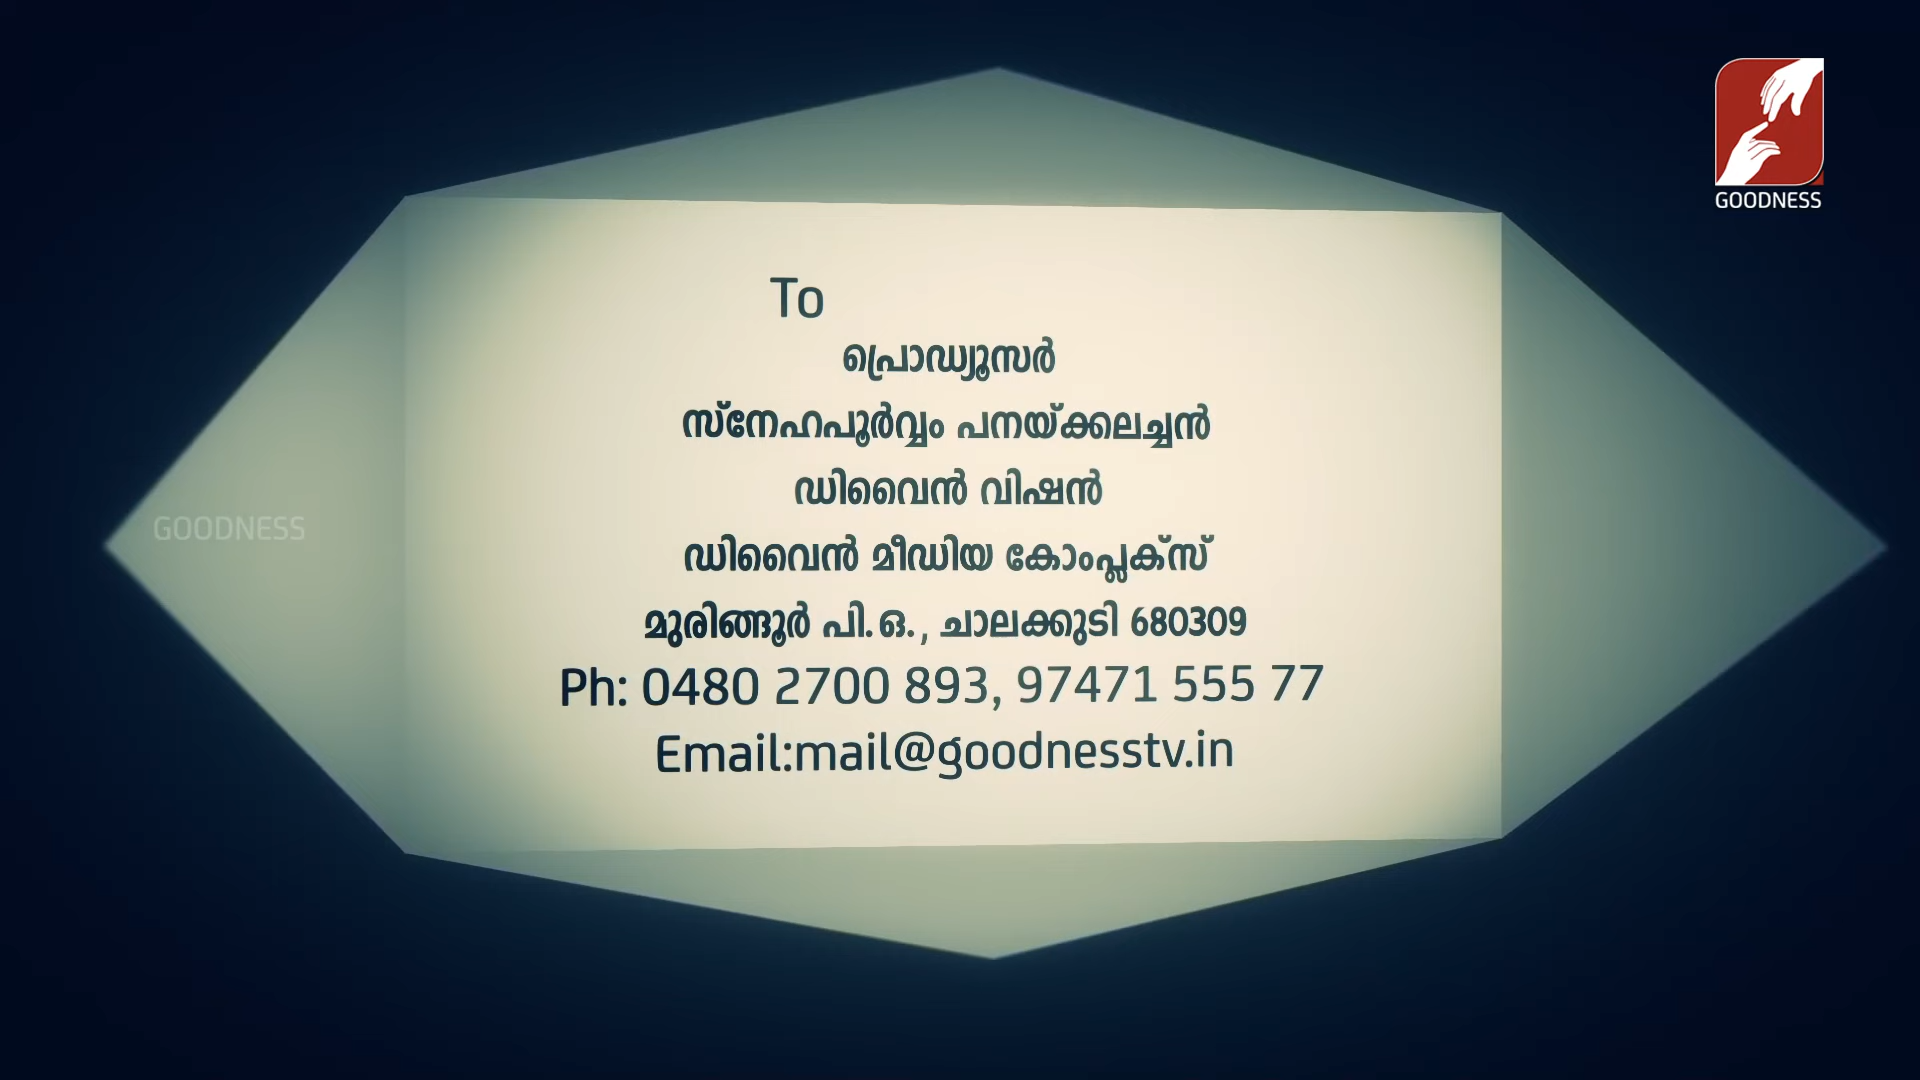 GOODNESS
To
പ്രൊഡ്യൂസർ
സ്നേഹപൂർവ്വം പനയ്ക്കലച്ചൻ
ഡിവൈൻ വിഷൻ
GOODNESS
ഡിവൈൻ മീഡിയ കോംപ്ലക്സ്
മുരിങ്ങൂർ പി.ഒ., ചാലക്കുടി 680309
Ph: 0480 2700 893, 97471 555 77
Email:mail@goodnesstv.in